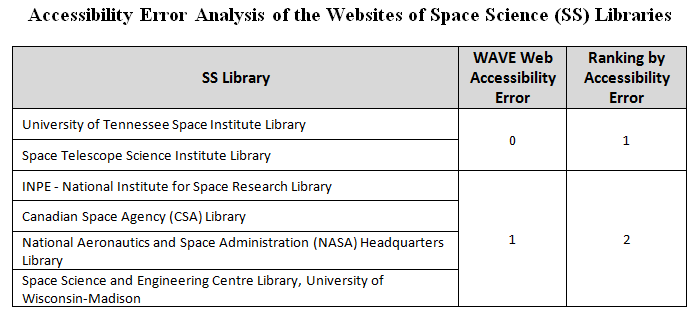 Accessibility Error Analysis of the Websites of Space Science (SS) Libraries
SS Library
WAVE Web
Accessibility
Error
Ranking by
Accessibility
Error
University of Tennessee Space Institute Library
Space Telescope Science Institute Library
0
1
INPE - National Institute for Space Research Library
Canadian Space Agency (CSA) Library
National Aeronautics and Space Administration (NASA) Headquarters
Library
Space Science and Engineering Centre Library, University of
Wisconsin-Madison
1
2